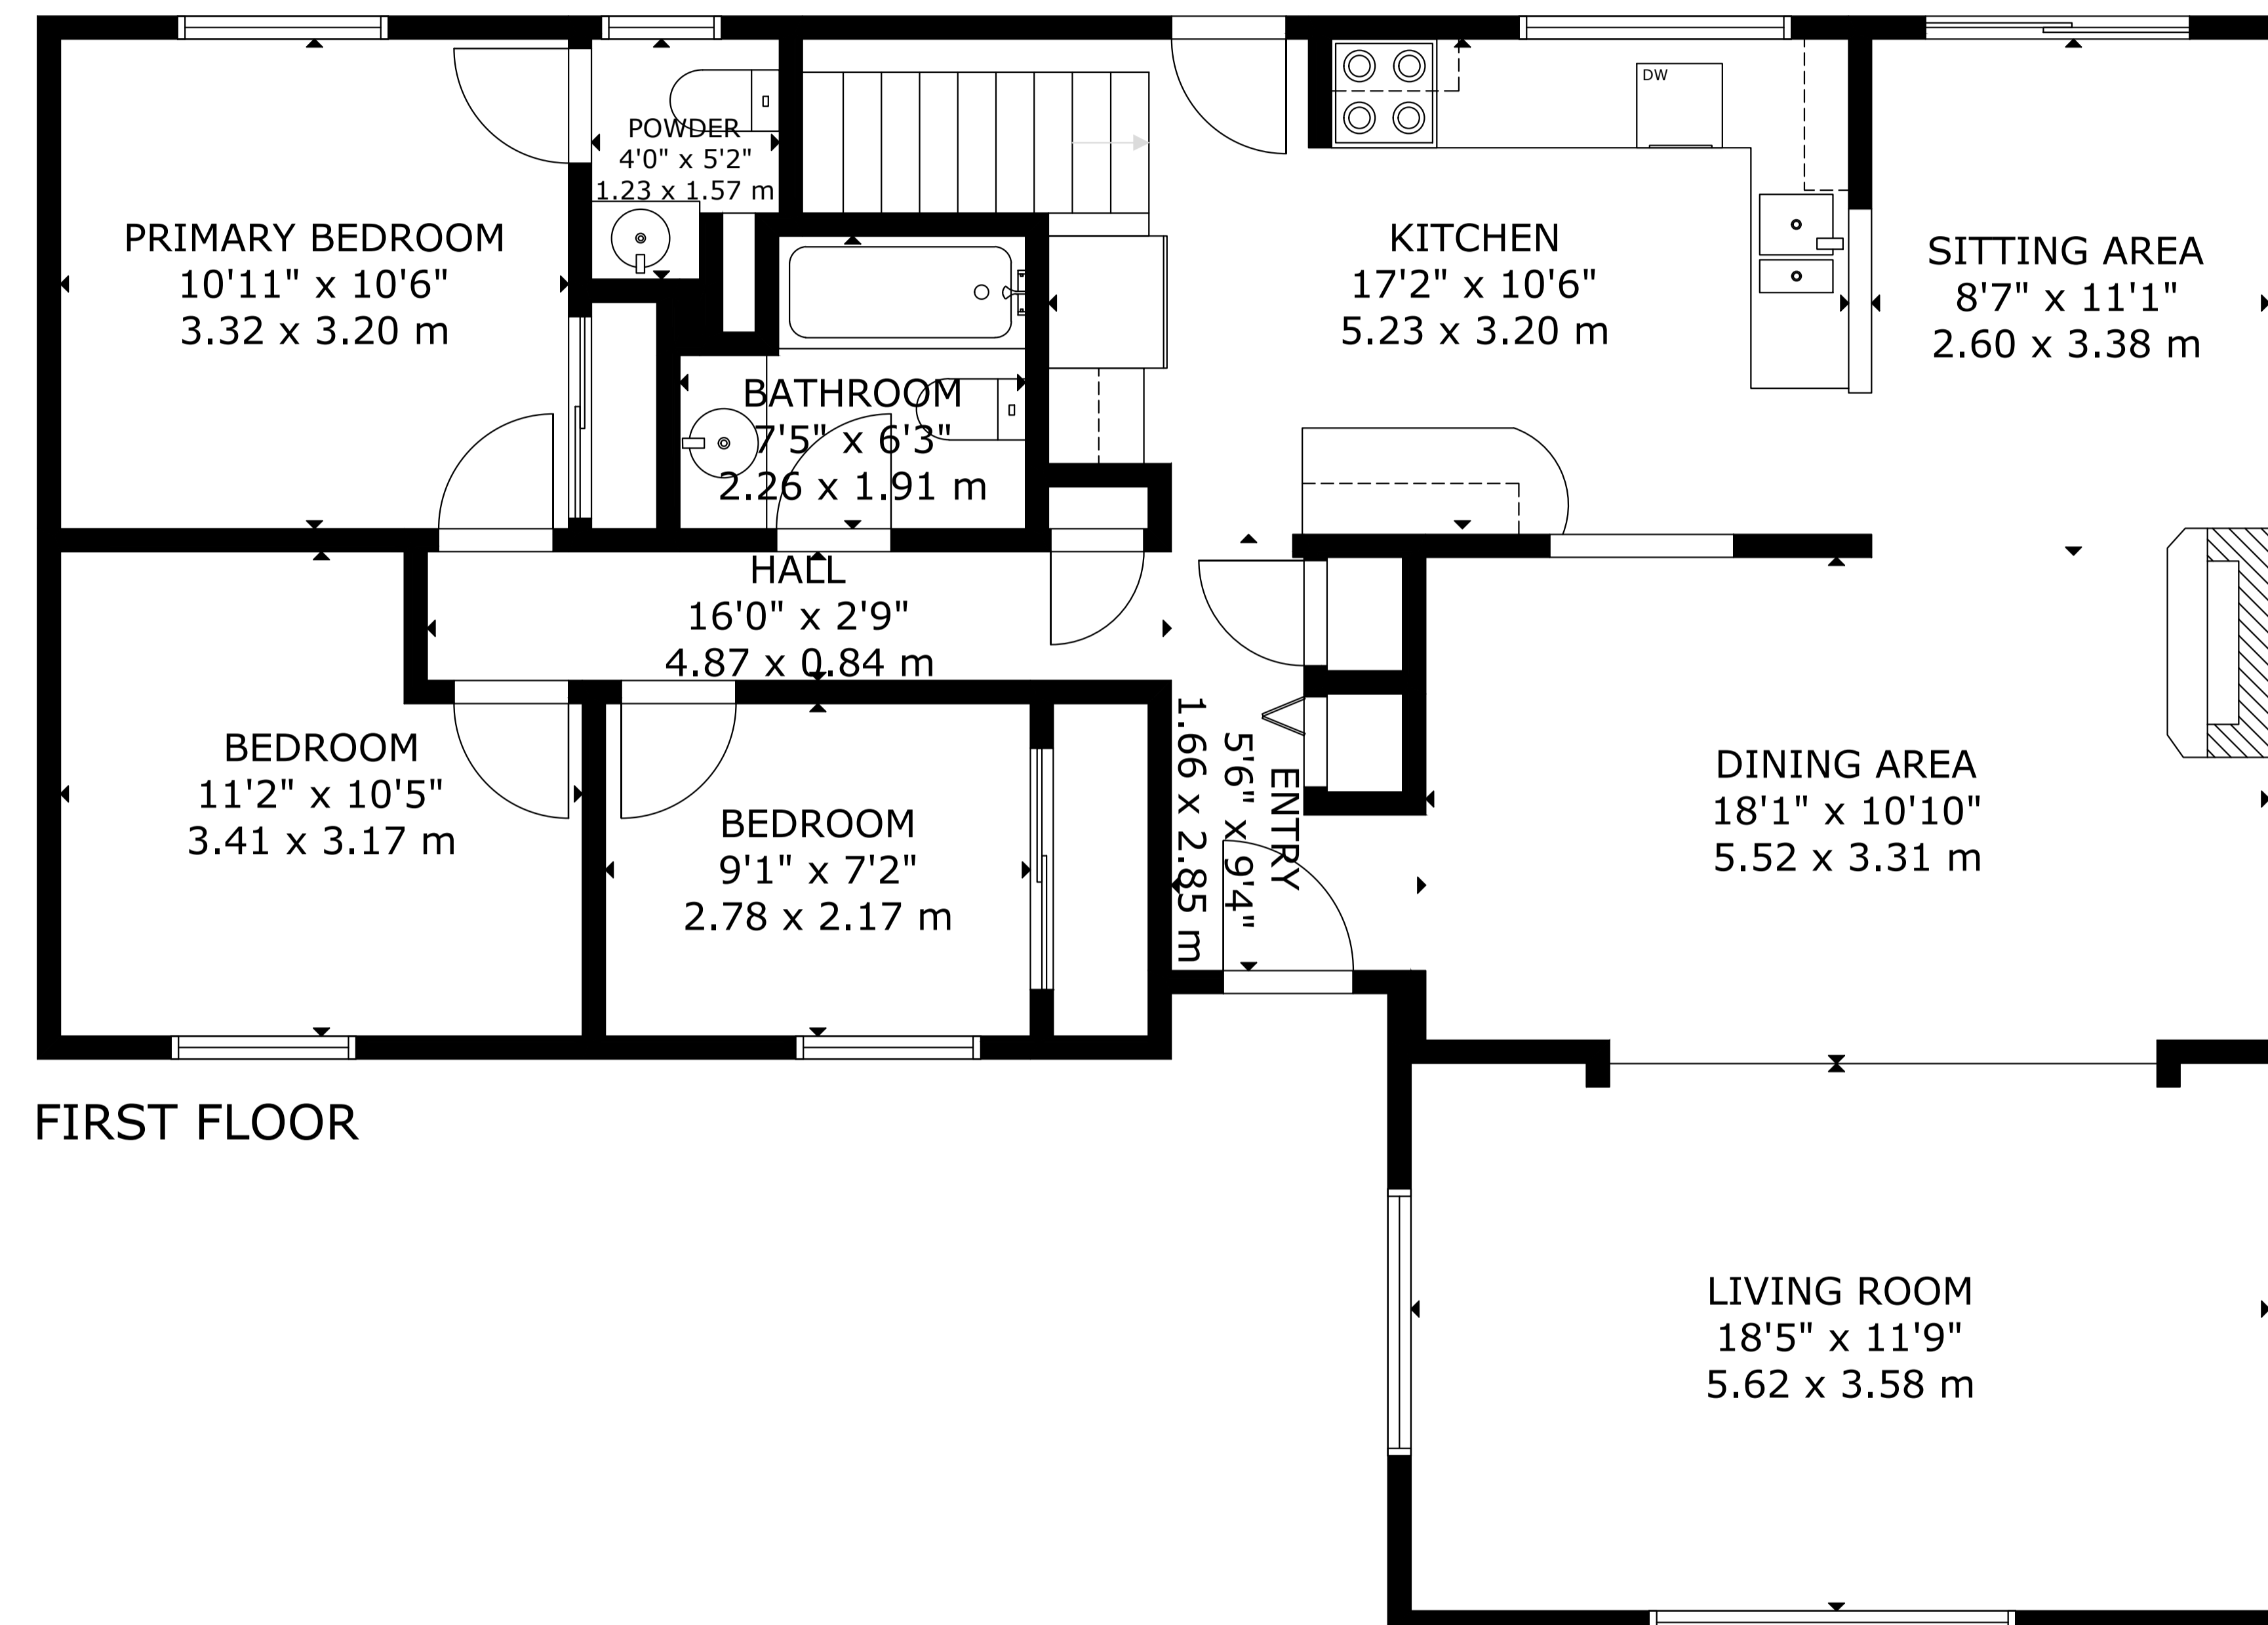 POWDER
4'0" x 5'2"
1.23 x 1.57 m
DW
PRIMARY BEDROOM
10'11" x 10'6"
3.32 x 3.20 m
KITCHEN
17'2" x 10'6"
5.23 x 3.20 m
SITTING AREA
8'7" x 11'1"
2.60 x 3.38 m
BATHROOM
7'5" x 6'3"
2.26 x 1.91 m
HALL
16'0" x 2'9"
4.87 x 0.84 m
BEDROOM
11'2" x 10'5"
3.41 x 3.17 m
BEDROOM
9'1" x 7'2"
2.78 x 2.17 m
ENTRY
5'6" x 9'4"
1.66 x 2.85 m
DINING AREA
18'1" x 10'10"
5.52 x 3.31 m
FIRST FLOOR
LIVING ROOM
18'5" x 11'9"
5.62 x 3.58 m